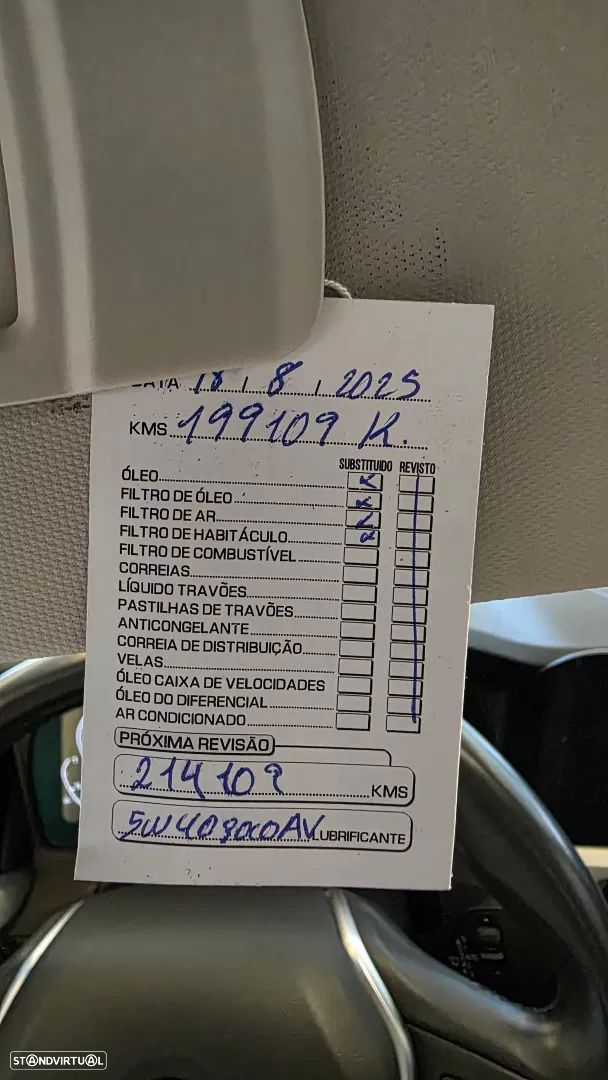 DATA 18 / 8 / 2025
KMS 199109 K.
SUBSTITUIDO REVISTO
ÓLEO
FILTRO DE ÓLEO
FILTRO DE AR
FILTRO DE HABITÁCULO
FILTRO DE COMBUSTÍVEL
CORREIAS
LÍQUIDO TRAVÕES
PASTILHAS DE TRAVÕES
ANTICONGELANTE
CORREIA DE DISTRIBUIÇÃO
VELAS
ÓLEO CAIXA DE VELOCIDADES
ÓLEO DO DIFERENCIAL
AR CONDICIONADO
PRÓXIMA REVISÃO
214109 KMS
5W40 9000AV LUBRIFICANTE
STANDVIRTUAL